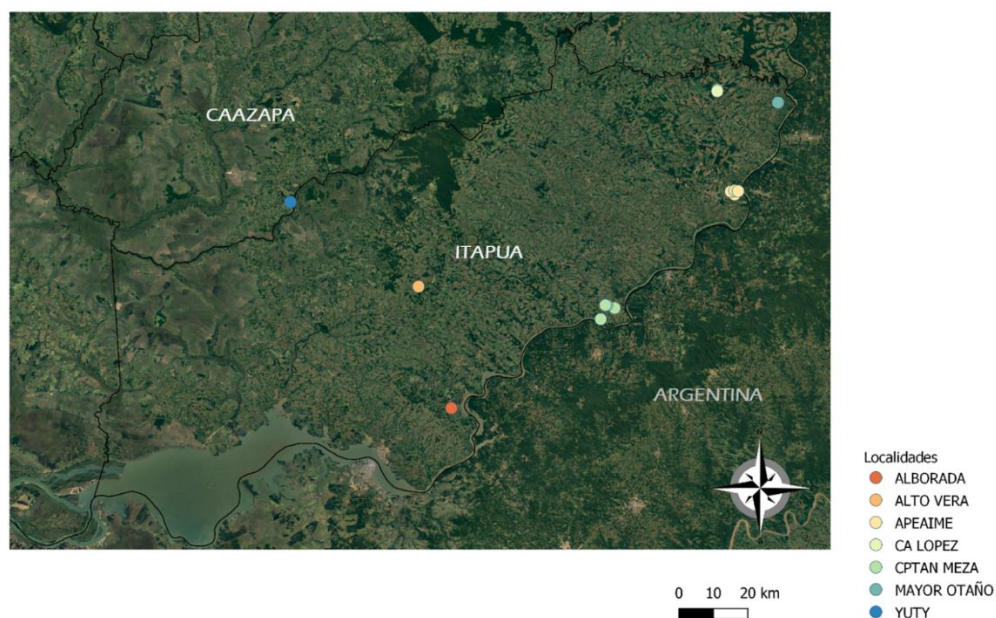 CAAZAPA
ITAPUA
ARGENTINA
Localidades
ALBORADA
ALTO VERA
APEAIME
CA LOPEZ
CPTAN MEZA
MAYOR OTAÑO
YUTY
0 10 20 km